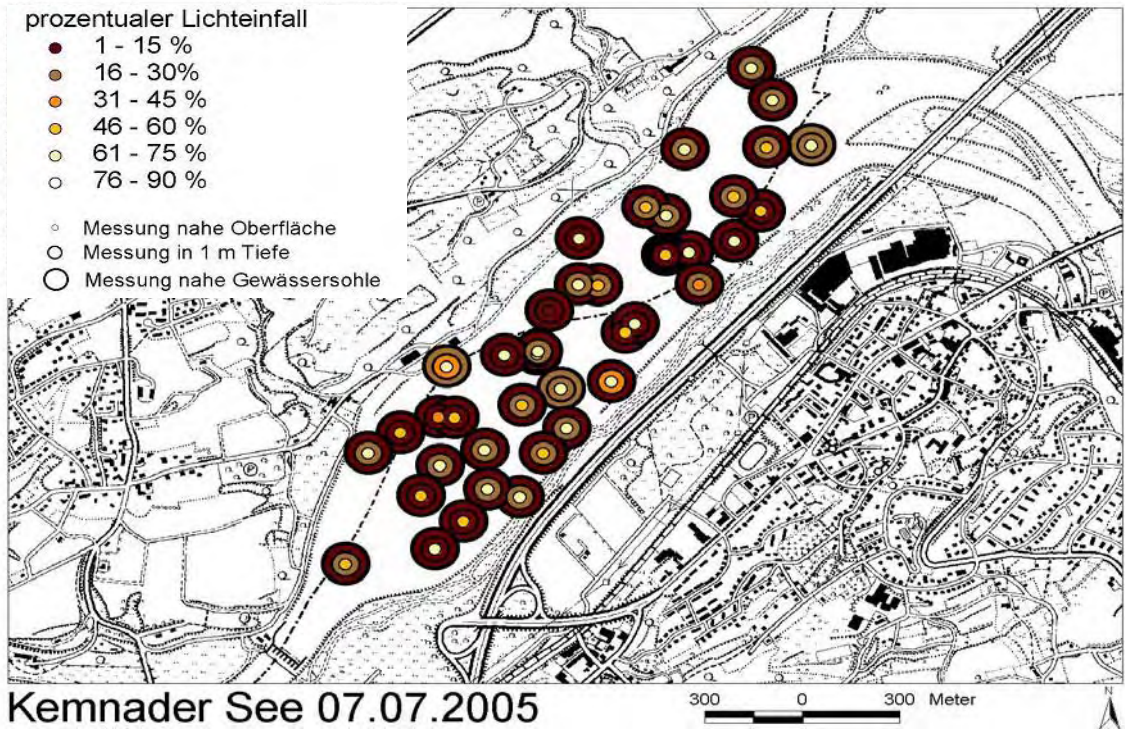 prozentualer Lichteinfall
1 - 15 %
16 - 30%
31 - 45 %
46 - 60 %
61 - 75 %
76 - 90 %
Messung nahe Oberfläche
Messung in 1 m Tiefe
Messung nahe Gewässersohle
P
P
P
P
Kemnader See 07.07.2005
300 0 300 Meter
N